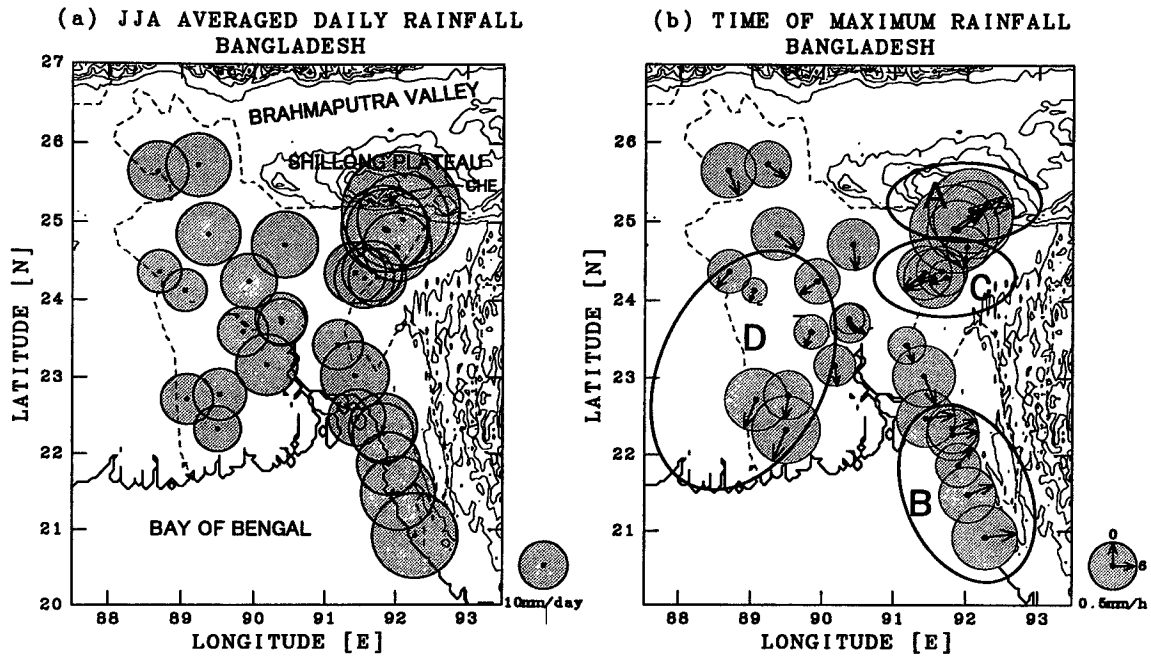 (a) JJA AVERAGED DAILY RAINFALL
BANGLADESH
27
26
25
24
23
22
21
20
LATITUDE [N]
BRAHMAPUTRA VALLEY
SHILLONG PLATEAU
CHE
BAY OF BENGAL
10mm/day
88 89 90 91 92 93
LONGITUDE [E]
(b) TIME OF MAXIMUM RAINFALL
BANGLADESH
27
26
25
24
23
22
21
20
LATITUDE [N]
A
C
D
B
0
6
0.5mm/h
88 89 90 91 92 93
LONGITUDE [E]